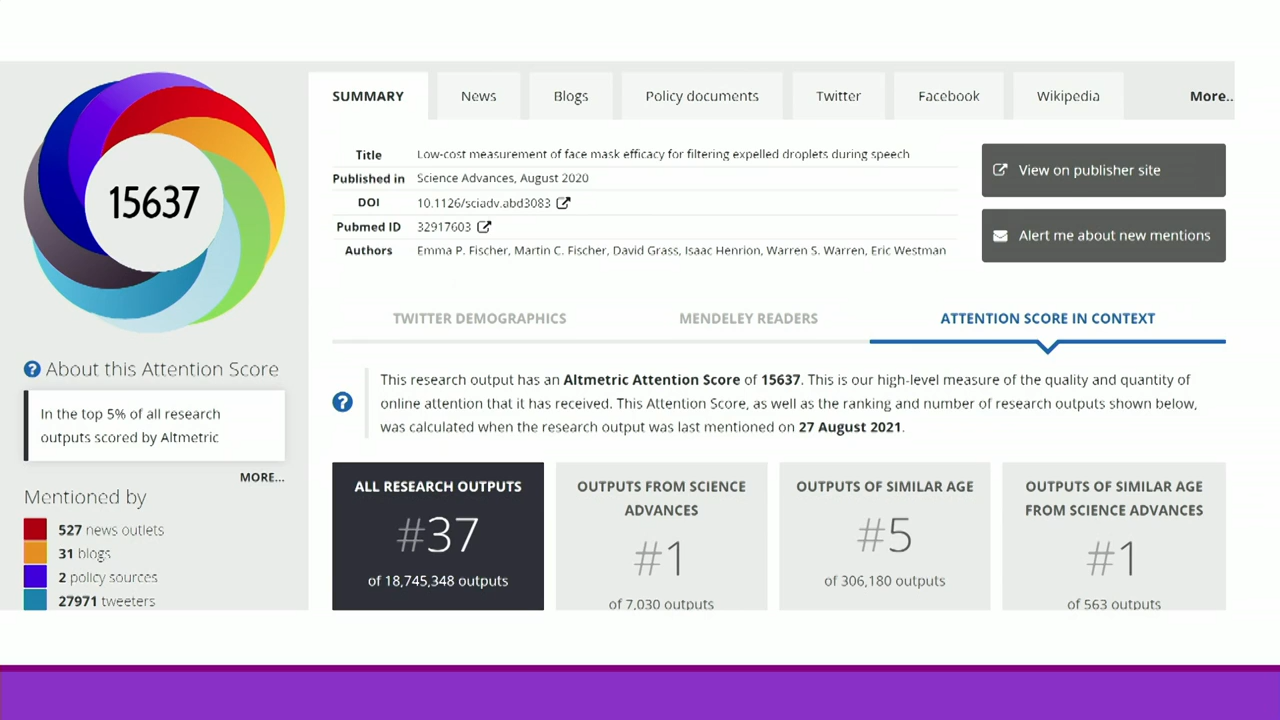 15637
About this Attention Score
In the top 5% of all research
outputs scored by Altmetric
MORE...
Mentioned by
527 news outlets
31 blogs
2 policy sources
27971 tweeters
SUMMARY
News
Blogs
Policy documents
Twitter
Facebook
Wikipedia
More..
Title Low-cost measurement of face mask efficacy for filtering expelled droplets during speech
Published in Science Advances, August 2020
DOI 10.1126/sciadv.abd3083
Pubmed ID 32917603
Authors Emma P. Fischer, Martin C. Fischer, David Grass, Isaac Henrion, Warren S. Warren, Eric Westman
View on publisher site
Alert me about new mentions
TWITTER DEMOGRAPHICS
MENDELEY READERS
ATTENTION SCORE IN CONTEXT
This research output has an Altmetric Attention Score of 15637. This is our high-level measure of the quality and quantity of
online attention that it has received. This Attention Score, as well as the ranking and number of research outputs shown below,
was calculated when the research output was last mentioned on 27 August 2021.
ALL RESEARCH OUTPUTS
#37
of 18,745,348 outputs
OUTPUTS FROM SCIENCE
ADVANCES
#1
of 7,030 outputs
OUTPUTS OF SIMILAR AGE
#5
of 306,180 outputs
OUTPUTS OF SIMILAR AGE
FROM SCIENCE ADVANCES
#1
of 563 outputs